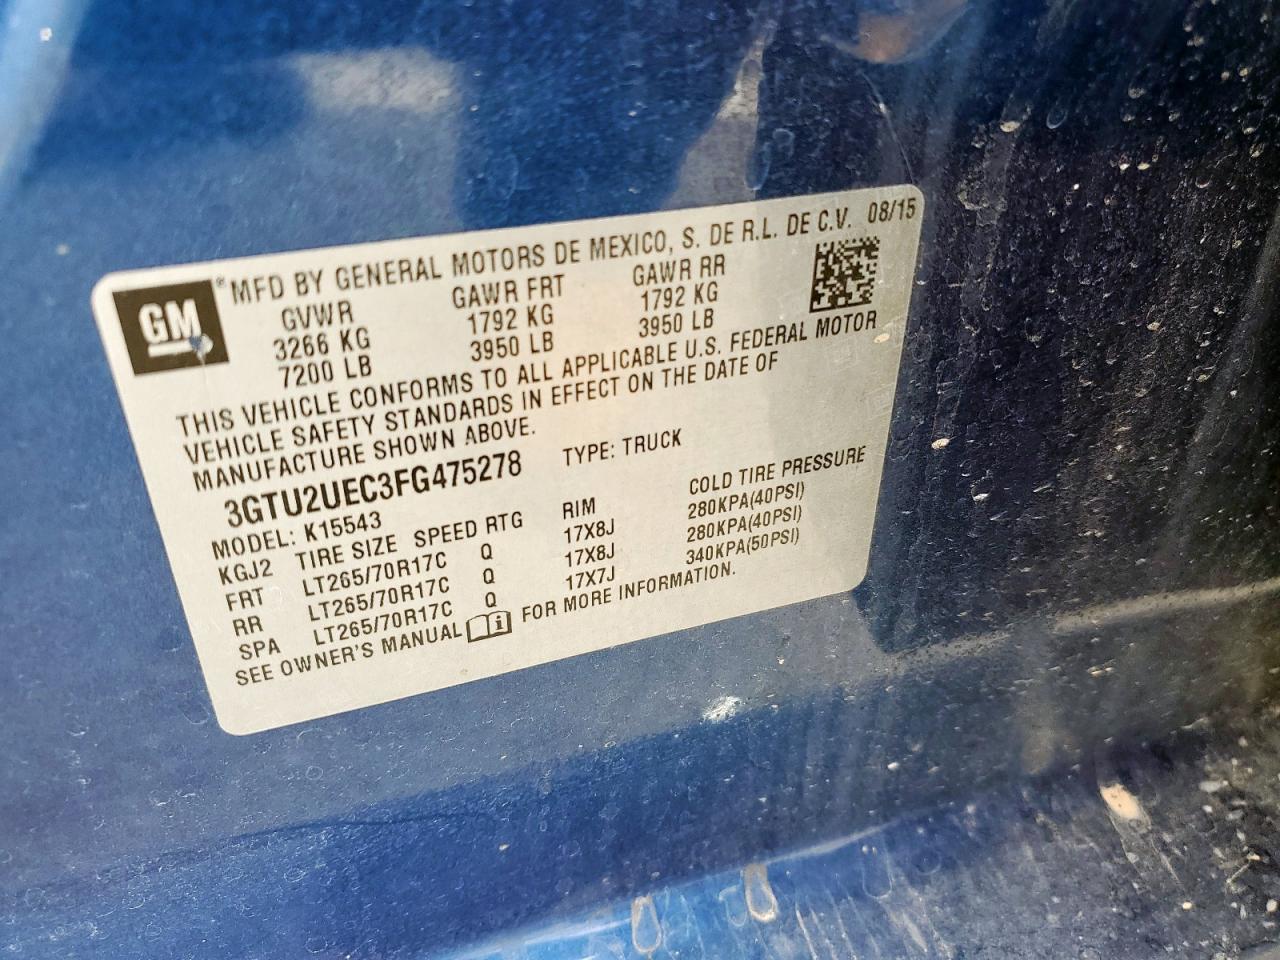 GM ® MFD BY GENERAL MOTORS DE MEXICO, S. DE R.L. DE C.V. 08/15
GVWR GAWR FRT GAWR RR
3266 KG 1792 KG 1792 KG
7200 LB 3950 LB 3950 LB
THIS VEHICLE CONFORMS TO ALL APPLICABLE U.S. FEDERAL MOTOR
VEHICLE SAFETY STANDARDS IN EFFECT ON THE DATE OF
MANUFACTURE SHOWN ABOVE.
3GTU2UEC3FG475278 TYPE: TRUCK
MODEL: K15543
KGJ2 TIRE SIZE SPEED RTG RIM COLD TIRE PRESSURE
FRT LT265/70R17C Q 17X8J 280KPA(40PSI)
RR LT265/70R17C Q 17X8J 280KPA(40PSI)
SPA LT265/70R17C Q 17X7J 340KPA(50PSI)
SEE OWNER'S MANUAL FOR MORE INFORMATION.